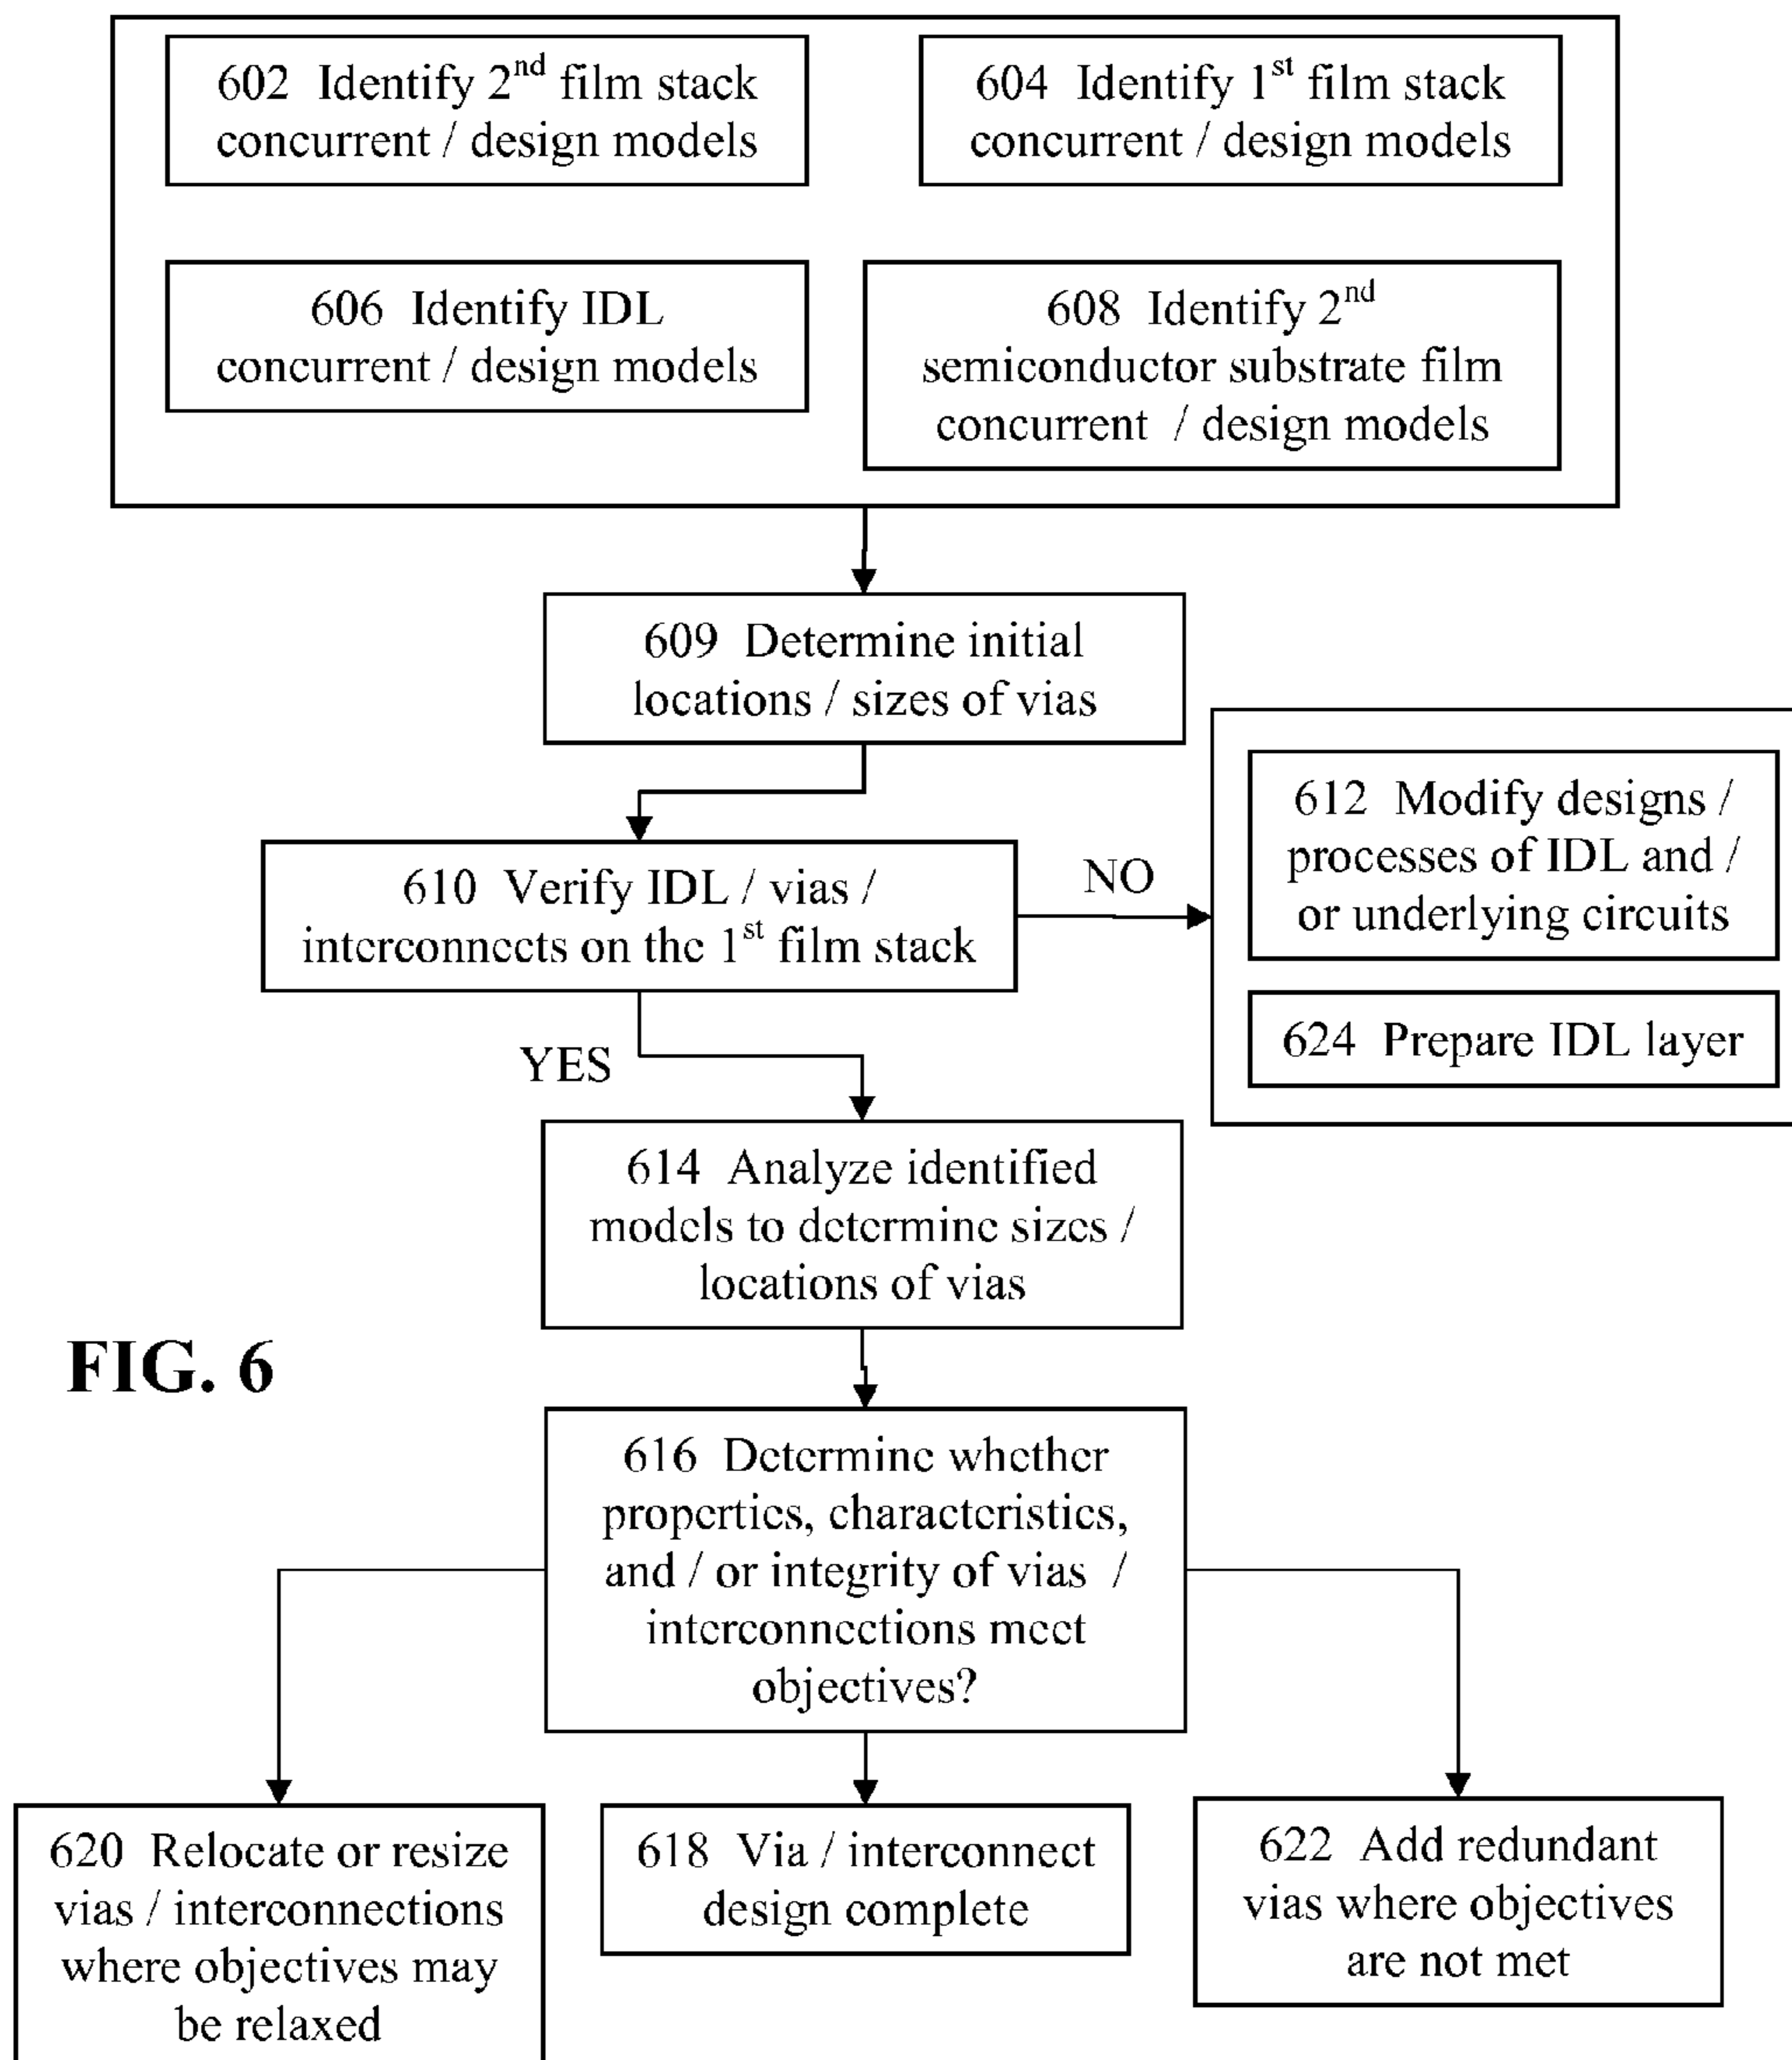 602 Identify 2nd film stack
concurrent / design models
604 Identify 1st film stack
concurrent / design models
606 Identify IDL
concurrent / design models
608 Identify 2nd
semiconductor substrate film
concurrent / design models
609 Determine initial
locations / sizes of vias
610 Verify IDL / vias /
interconnects on the 1st film stack
NO
612 Modify designs /
processes of IDL and /
or underlying circuits
624 Prepare IDL layer
YES
614 Analyze identified
models to determine sizes /
locations of vias
FIG. 6
616 Determine whether
properties, characteristics,
and / or integrity of vias /
interconnections meet
objectives?
620 Relocate or resize
vias / interconnections
where objectives may
be relaxed
618 Via / interconnect
design complete
622 Add redundant
vias where objectives
are not met